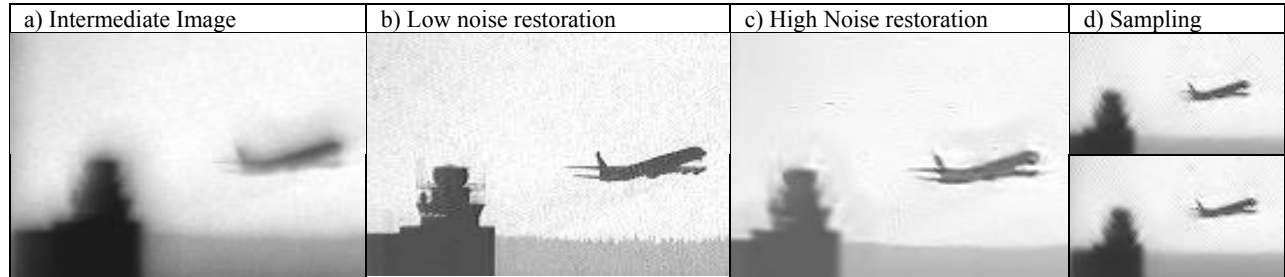 a) Intermediate Image
b) Low noise restoration
c) High Noise restoration
d) Sampling